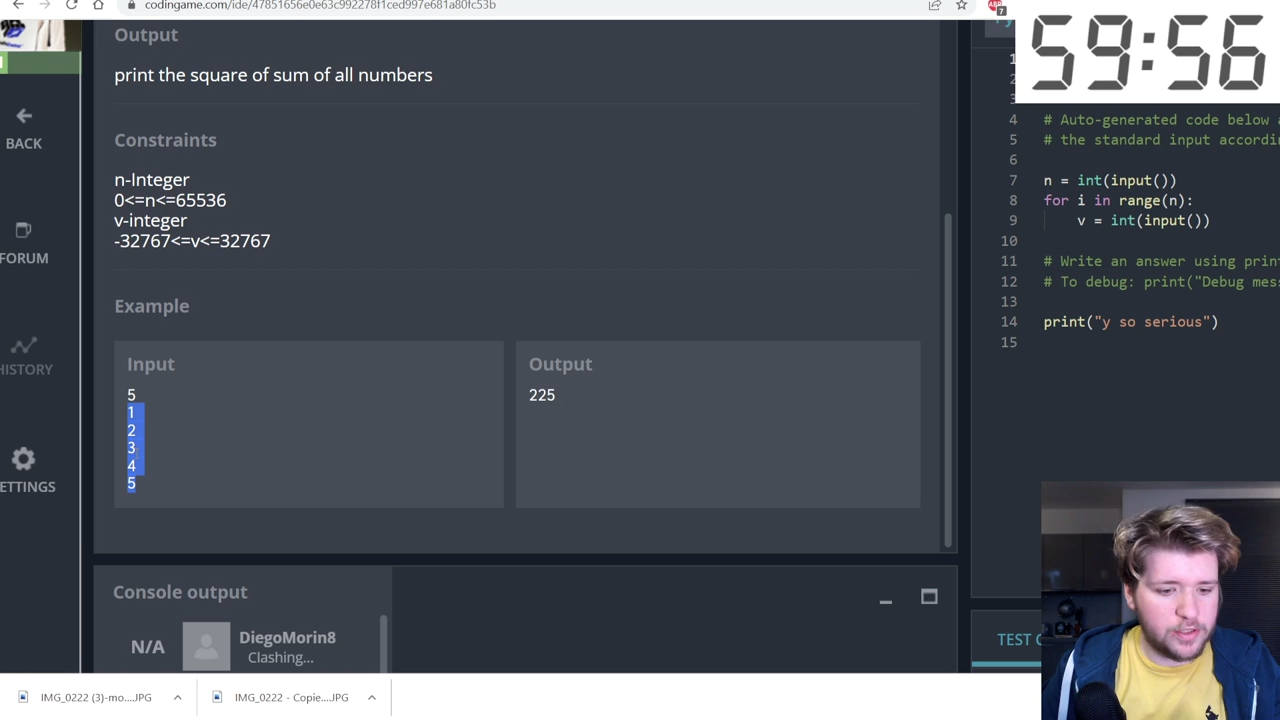 codingame.com/ide/47851656e0e63c992278f1ced997e681a80fc53b
7
59:56
BACK
FORUM
HISTORY
ETTINGS
Output
print the square of sum of all numbers
Constraints
n-Integer
0<=n<=65536
v-integer
-32767<=v<=32767
Example
Input
5
1
2
3
4
5
Output
225
Console output
N/A
DiegoMorin8
Clashing...
1
4 # Auto-generated code below a
5 # the standard input accordin
6
7 n = int(input())
8 for i in range(n):
9 v = int(input())
10
11 # Write an answer using prin
12 # To debug: print("Debug mes
13
14 print("y so serious")
15
TEST
IMG_0222 (3)-mo....JPG
IMG_0222 - Copie....JPG